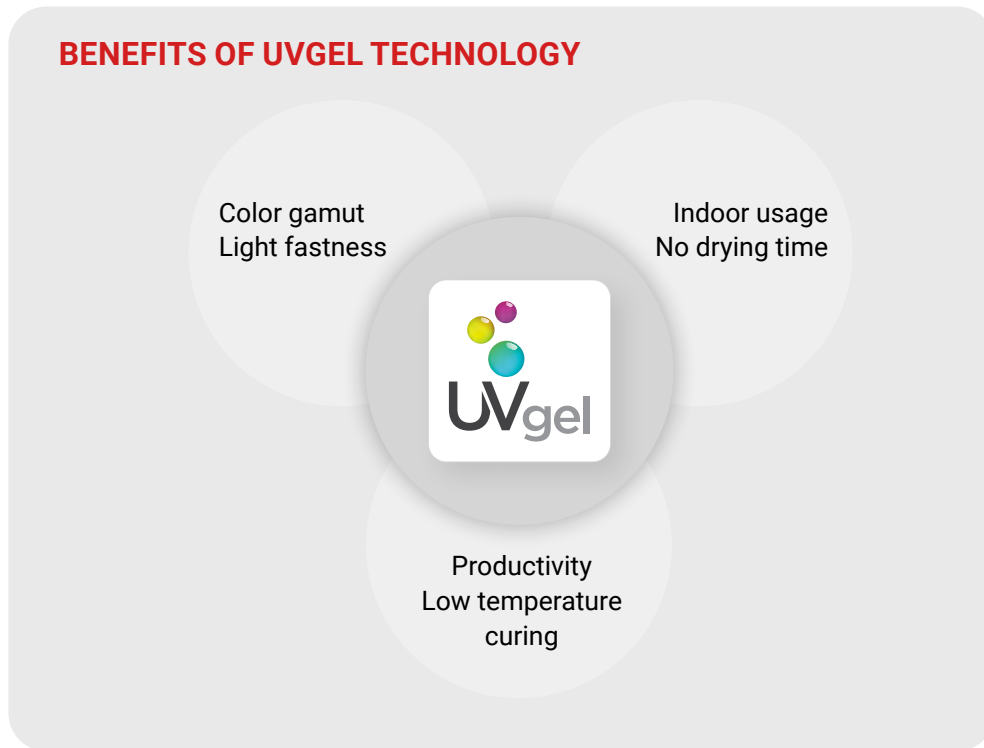 BENEFITS OF UVGEL TECHNOLOGY
Color gamut
Light fastness
Indoor usage
No drying time
UVgel
Productivity
Low temperature
curing